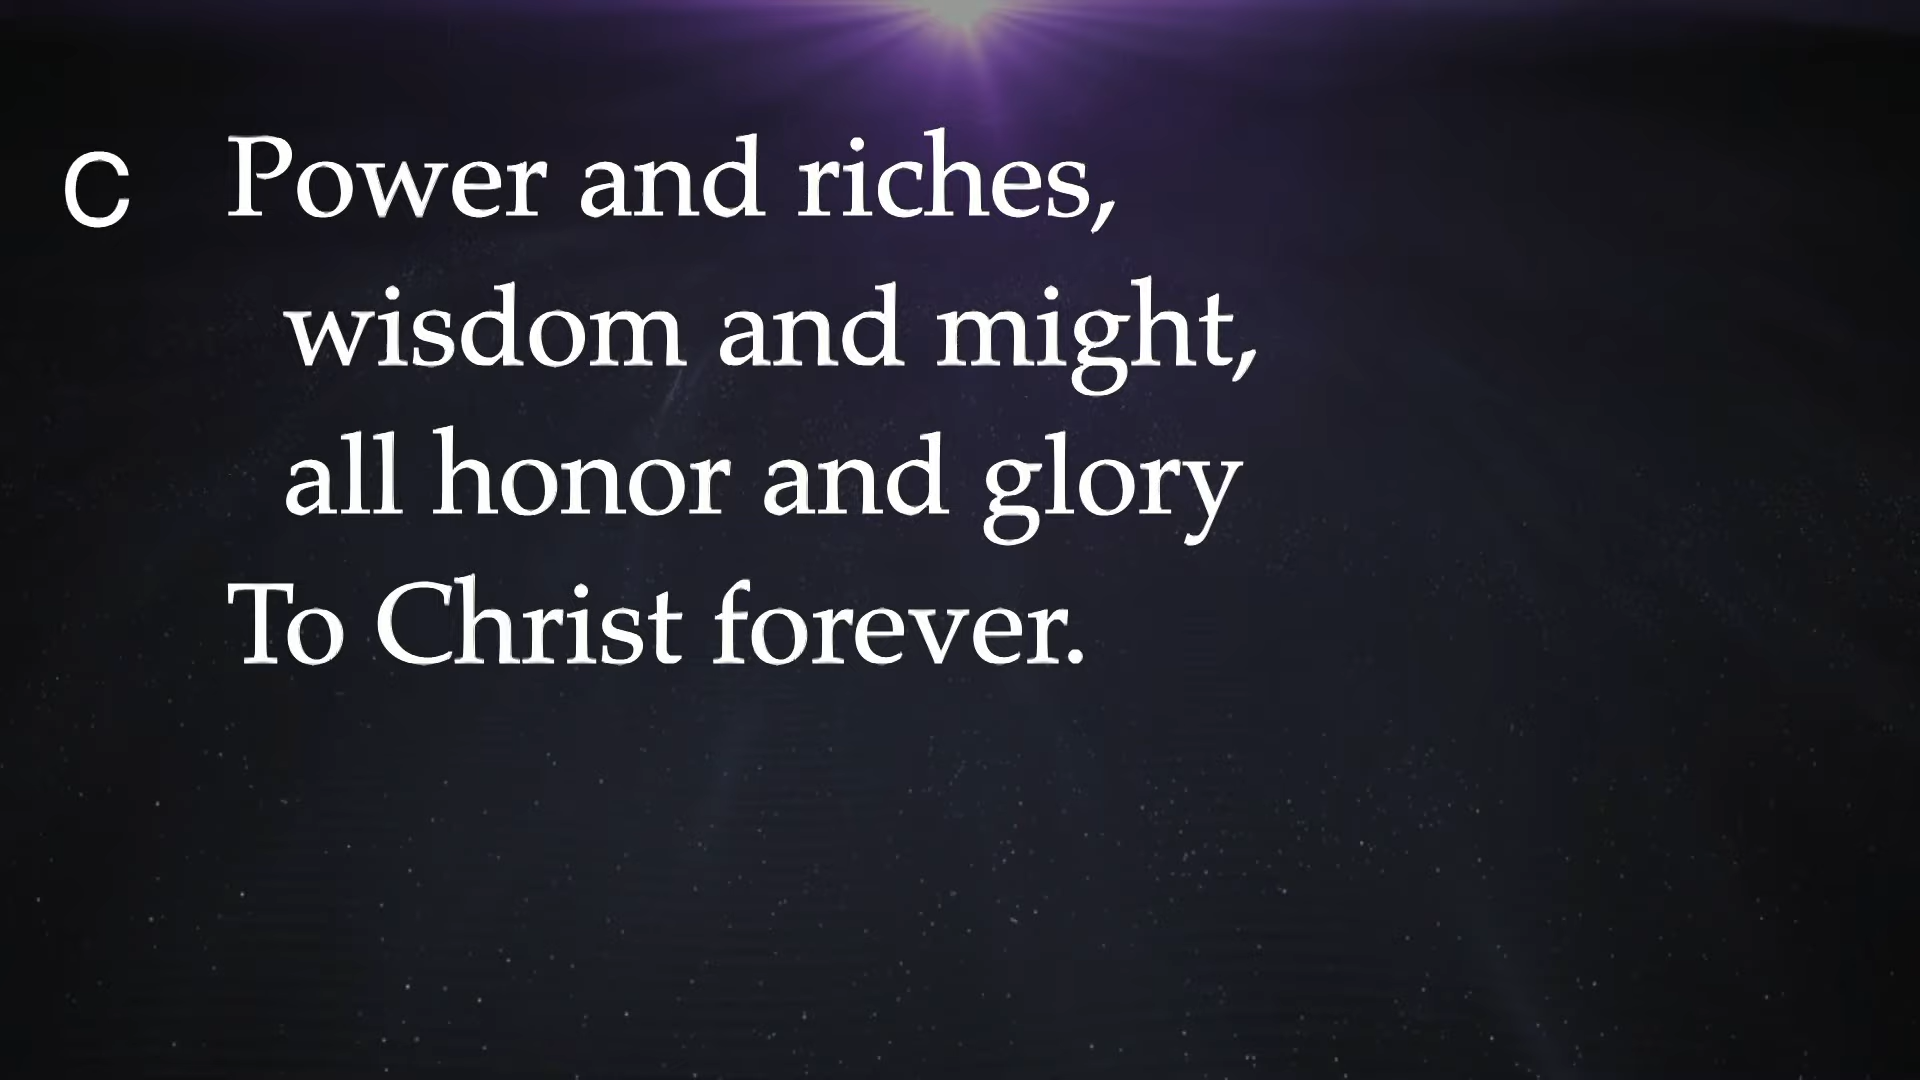 C Power and riches,
wisdom and might,
all honor and glory
To Christ forever.